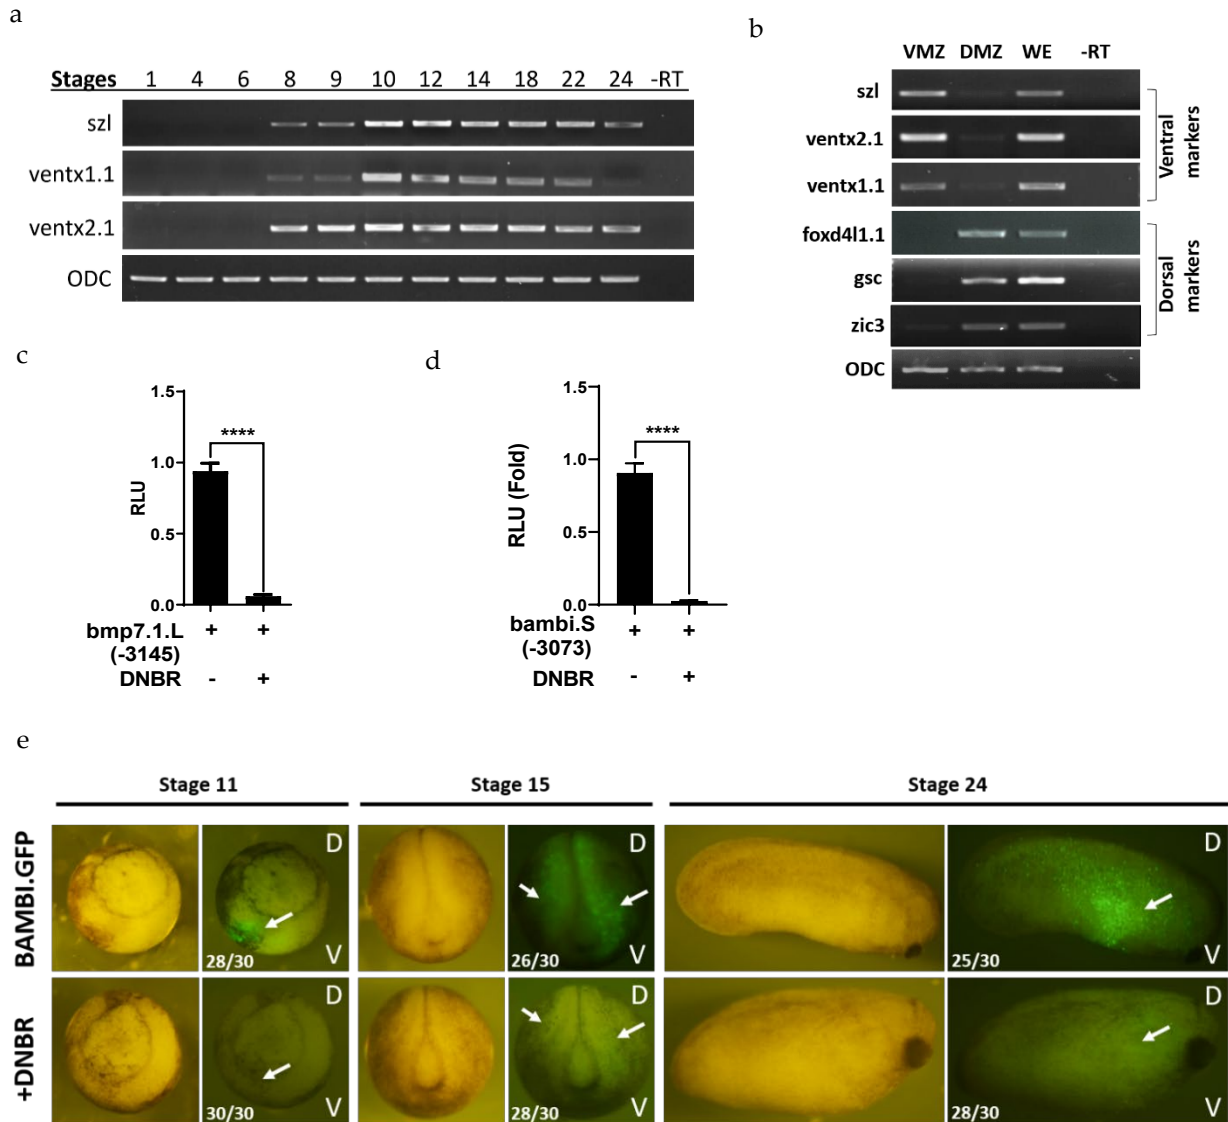 a
Stages 1 4 6 8 9 10 12 14 18 22 24 -RT
szl
ventx1.1
ventx2.1
ODC
b
VMZ DMZ WE -RT
szl
ventx2.1
ventx1.1
foxd4l1.1
gsc
zic3
ODC
Ventral
markers
Dorsal
markers
c
1.5
1.0
0.5
0.0
RLU
****
bmp7.1.L + +
(-3145)
DNBR - +
d
1.5
1.0
0.5
0.0
RLU (Fold)
****
bambi.S + +
(-3073)
DNBR - +
e
Stage 11 Stage 15 Stage 24
BAMBI.GFP
D D D
28/30 V 26/30 V 25/30 V
+DNBR
D D D
30/30 V 28/30 V 28/30 V